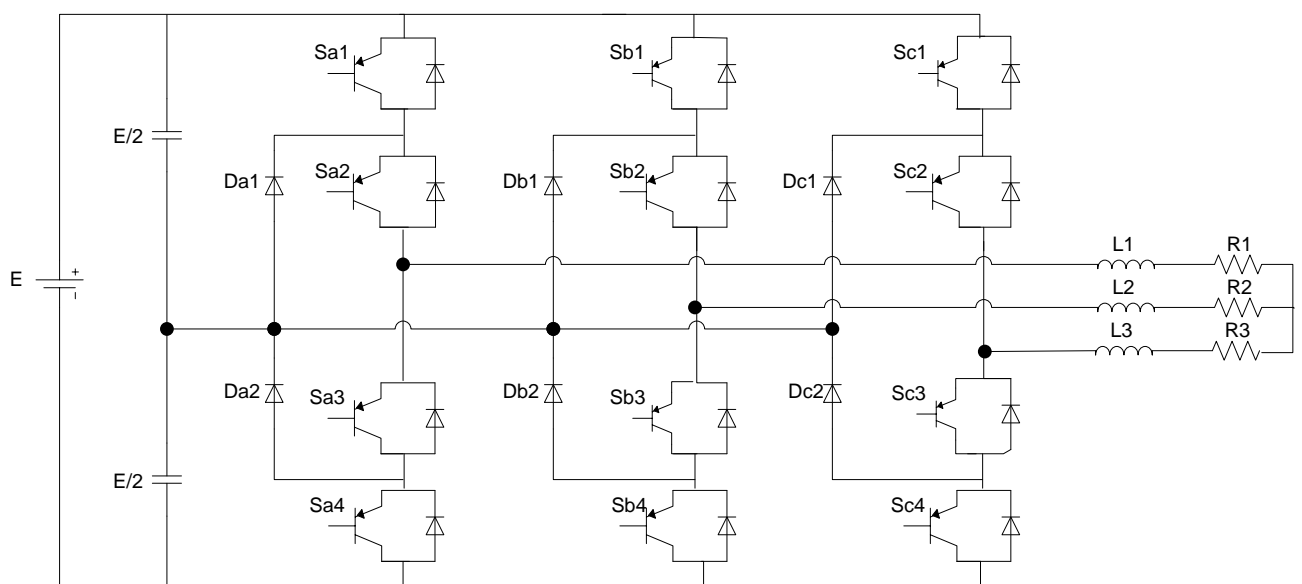 Sa1
Sb1
Sc1
E/2
Da1
Sa2
Db1
Sb2
Dc1
Sc2
L1
R1
E
+
−
L2
R2
L3
R3
Da2
Sa3
Db2
Sb3
Dc2
Sc3
E/2
Sa4
Sb4
Sc4